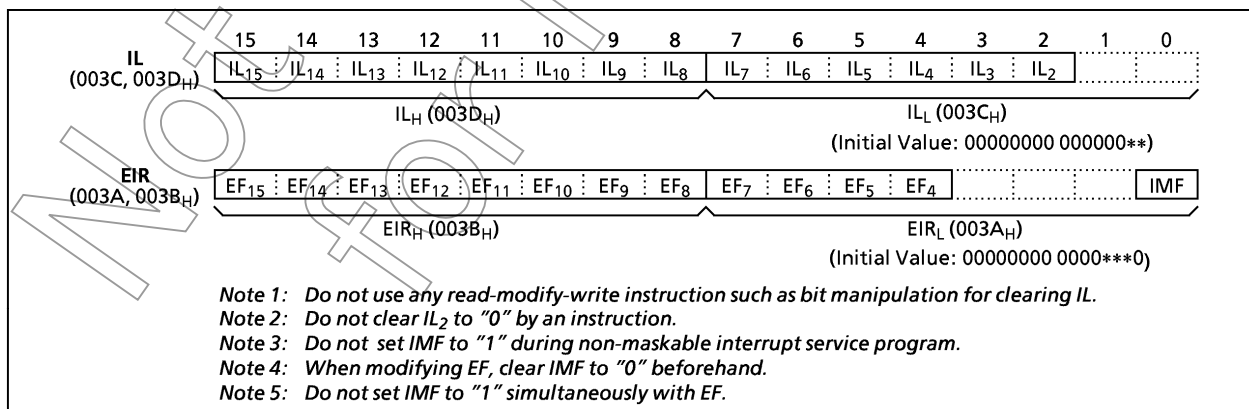 15 14 13 12 11 10 9 8 7 6 5 4 3 2 1 0
IL
(003C, 003DH)
IL15 IL14 IL13 IL12 IL11 IL10 IL9 IL8 IL7 IL6 IL5 IL4 IL3 IL2
ILH (003DH) ILL (003CH)
(Initial Value: 00000000 000000**)
EIR
(003A, 003BH)
EF15 EF14 EF13 EF12 EF11 EF10 EF9 EF8 EF7 EF6 EF5 EF4 IMF
EIRH (003BH) EIRL (003AH)
(Initial Value: 00000000 0000***0)
Note 1: Do not use any read-modify-write instruction such as bit manipulation for clearing IL.
Note 2: Do not clear IL2 to "0" by an instruction.
Note 3: Do not set IMF to "1" during non-maskable interrupt service program.
Note 4: When modifying EF, clear IMF to "0" beforehand.
Note 5: Do not set IMF to "1" simultaneously with EF.
Not
for